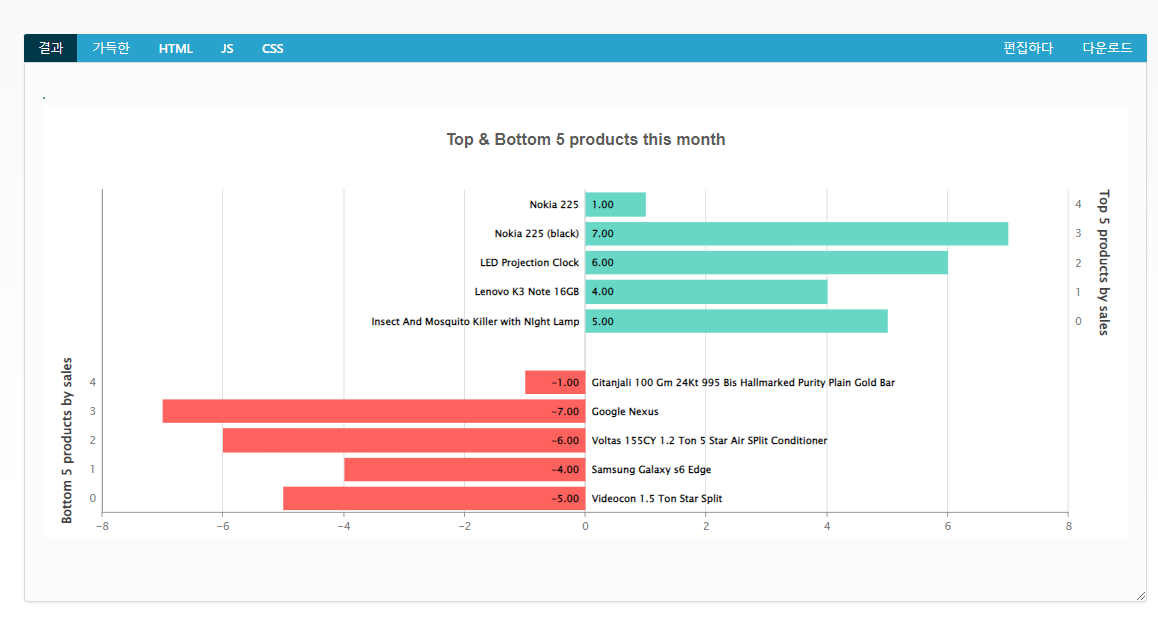 결과 가득한 HTML JS CSS 편집하다 다운로드
.
Top & Bottom 5 products this month
Nokia 225 1.00 4
Nokia 225 (black) 7.00 3
LED Projection Clock 6.00 2
Lenovo K3 Note 16GB 4.00 1
Insect And Mosquito Killer with NIght Lamp 5.00 0
Top 5 products by sales
Bottom 5 products by sales
4 −1.00 Gitanjali 100 Gm 24Kt 995 Bis Hallmarked Purity Plain Gold Bar
3 −7.00 Google Nexus
2 −6.00 Voltas 155CY 1.2 Ton 5 Star Air SPlit Conditioner
1 −4.00 Samsung Galaxy s6 Edge
0 −5.00 Videocon 1.5 Ton Star Split
−8 −6 −4 −2 0 2 4 6 8